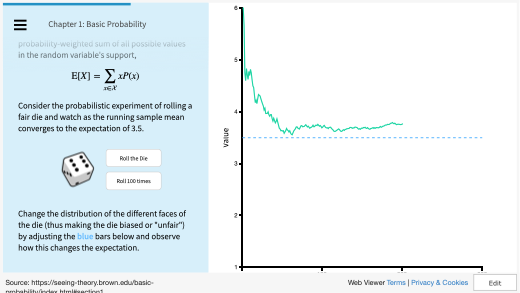 Chapter 1: Basic Probability
probability-weighted sum of all possible values
in the random variable's support,
E[X] = ∑ xP(x)
x∈𝒳
Consider the probabilistic experiment of rolling a
fair die and watch as the running sample mean
converges to the expectation of 3.5.
Roll the Die
Roll 100 times
Change the distribution of the different faces of
the die (thus making the die biased or "unfair")
by adjusting the blue bars below and observe
how this changes the expectation.
6
5
4
3
2
1
Value
Source: https://seeing-theory.brown.edu/basic-
probability/index.html#section1
Web Viewer Terms | Privacy & Cookies
Edit